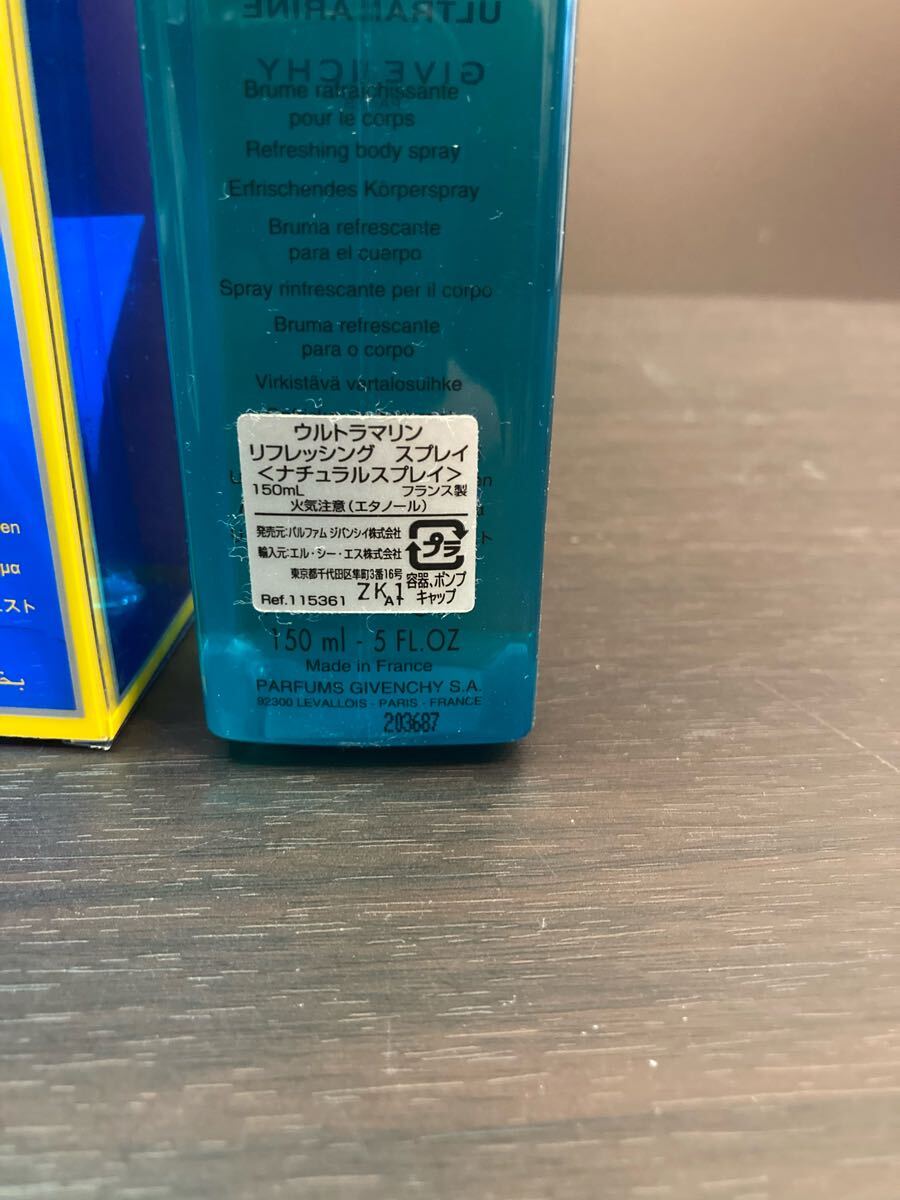 ULTRAMARINE
GIVENCHY
Brume rafraîchissante
pour le corps
Refreshing body spray
Erfrischendes Körperspray
Bruma refrescante
para el cuerpo
Spray rinfrescante per il corpo
Bruma refrescante
para o corpo
Virkistävä vartalosuihke
ウルトラマリン
リフレッシング スプレイ
<ナチュラルスプレイ>
150mL フランス製
火気注意(エタノール)
発売元:パルファム ジバンシイ株式会社
輸入元:エル・シー・エス株式会社
東京都千代田区隼町3番16号
プラ
容器、ポンプ
キャップ
Ref.115361 ZK1 A1
150 ml - 5 FL.OZ
Made in France
PARFUMS GIVENCHY S.A.
92300 LEVALLOIS - PARIS - FRANCE
203687
en
μα
スト